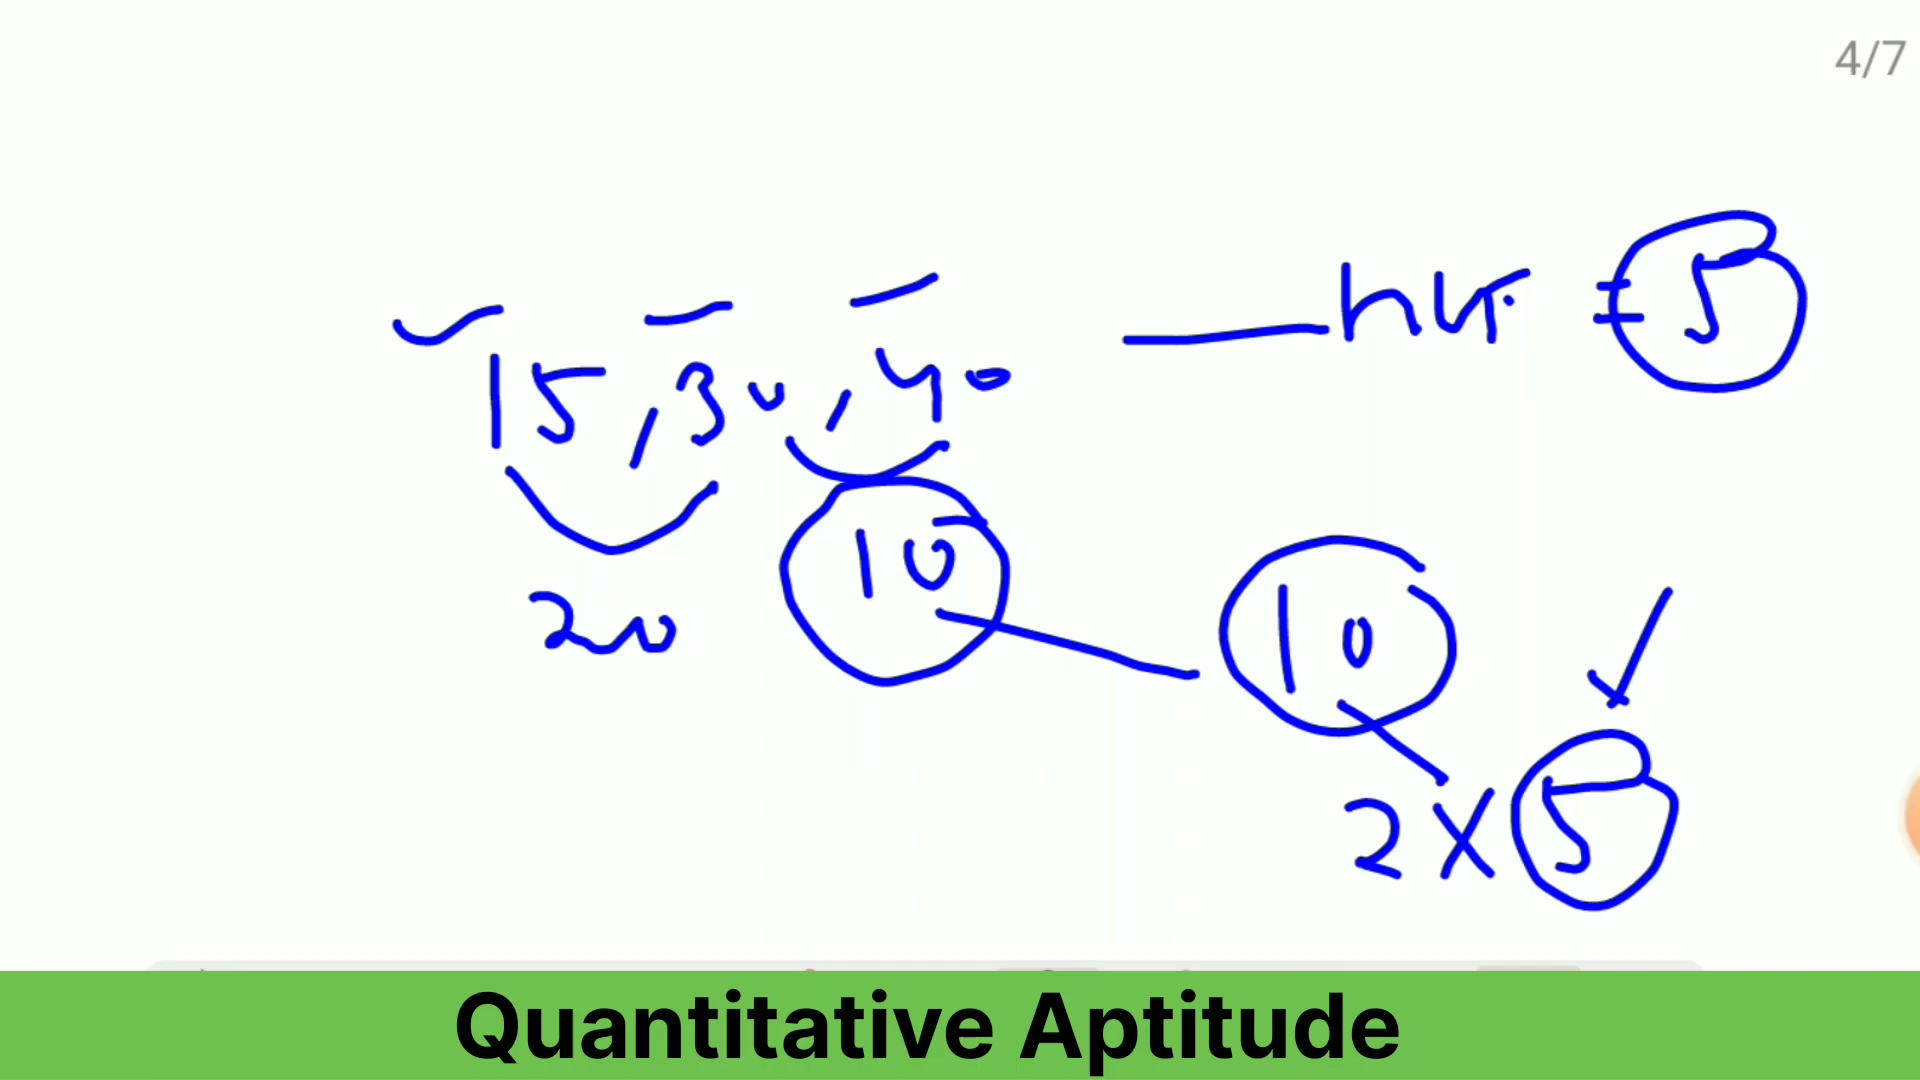 4/7
hcf. = 5
15, 30, 40
20 10 10
2 x 5
Quantitative Aptitude